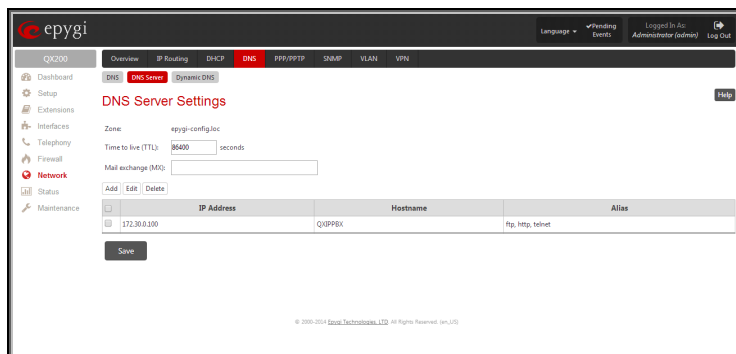 epygi
Language
Pending Events
Logged In As:
Administrator (admin)
Log Out
QX200
Overview IP Routing DHCP DNS PPP/PPTP SNMP VLAN VPN
Dashboard
Setup
Extensions
Interfaces
Telephony
Firewall
Network
Status
Maintenance
DNS DNS Server Dynamic DNS
DNS Server Settings
Help
Zone: epygi-config.loc
Time to live (TTL): 86400 seconds
Mail exchange (MX):
Add Edit Delete
IP Address Hostname Alias
172.30.0.100 QXIPPBX ftp, http, telnet
Save
© 2000-2014 Epygi Technologies, LTD. All Rights Reserved. (en_US)